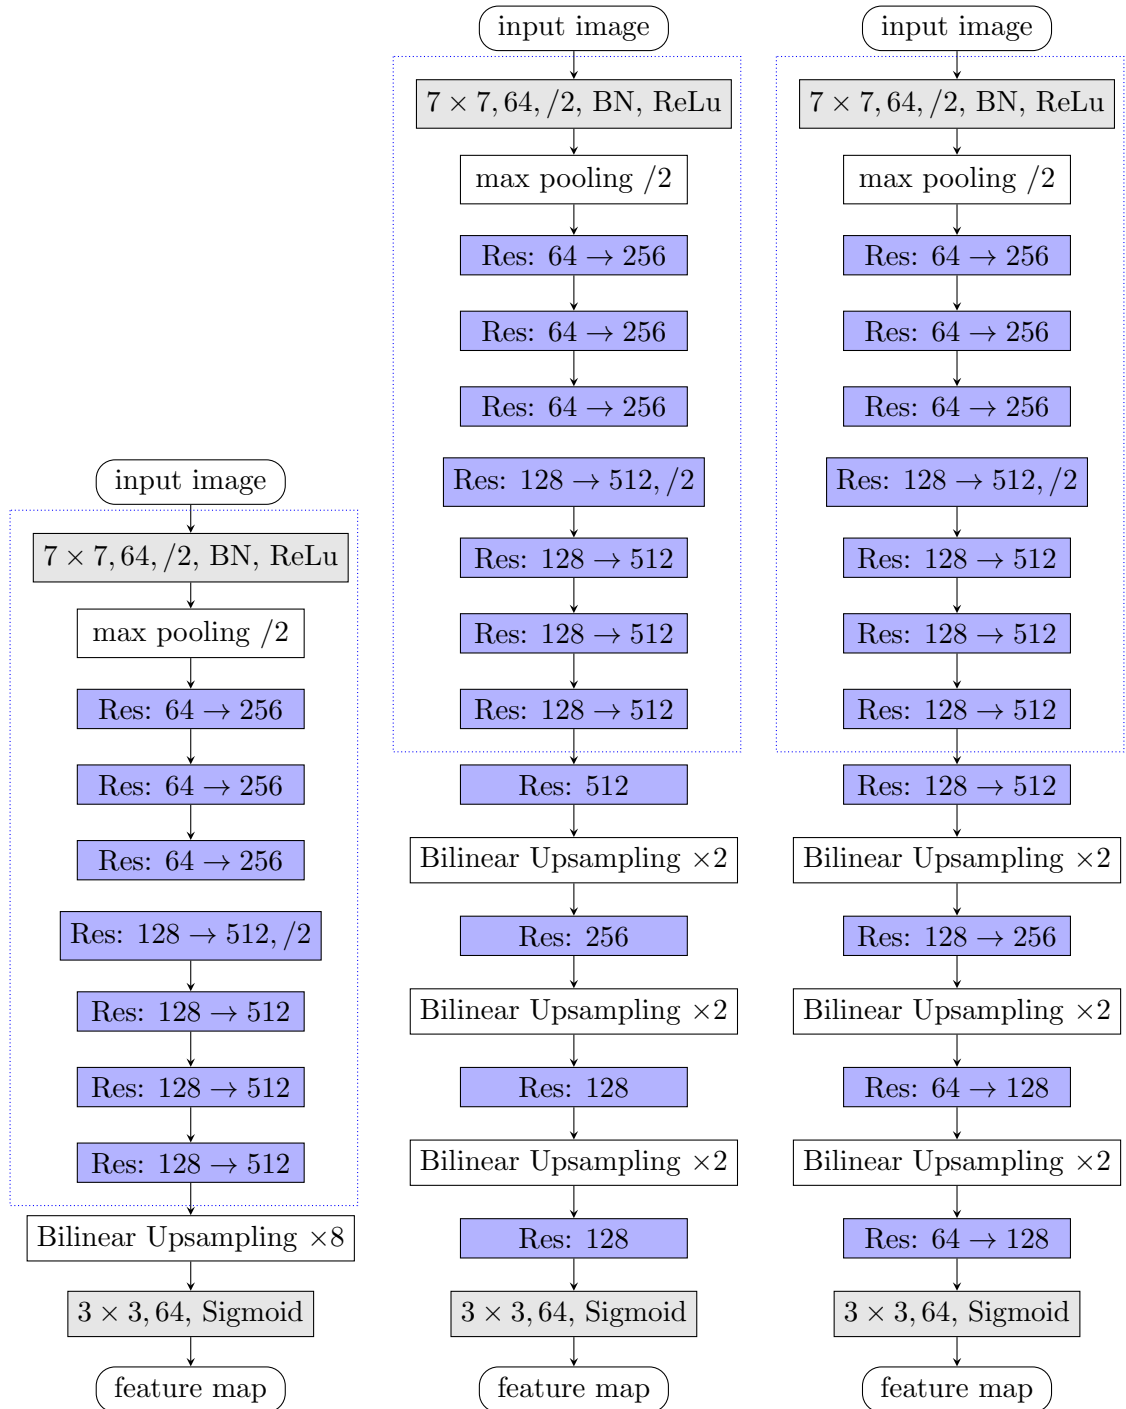 input image
7 × 7, 64, /2, BN, ReLu
max pooling /2
Res: 64 → 256
Res: 64 → 256
Res: 64 → 256
Res: 128 → 512, /2
Res: 128 → 512
Res: 128 → 512
Res: 128 → 512
Bilinear Upsampling ×8
3 × 3, 64, Sigmoid
feature map
input image
7 × 7, 64, /2, BN, ReLu
max pooling /2
Res: 64 → 256
Res: 64 → 256
Res: 64 → 256
Res: 128 → 512, /2
Res: 128 → 512
Res: 128 → 512
Res: 128 → 512
Res: 512
Bilinear Upsampling ×2
Res: 256
Bilinear Upsampling ×2
Res: 128
Bilinear Upsampling ×2
Res: 128
3 × 3, 64, Sigmoid
feature map
input image
7 × 7, 64, /2, BN, ReLu
max pooling /2
Res: 64 → 256
Res: 64 → 256
Res: 64 → 256
Res: 128 → 512, /2
Res: 128 → 512
Res: 128 → 512
Res: 128 → 512
Res: 128 → 512
Bilinear Upsampling ×2
Res: 128 → 256
Bilinear Upsampling ×2
Res: 64 → 128
Bilinear Upsampling ×2
Res: 64 → 128
3 × 3, 64, Sigmoid
feature map